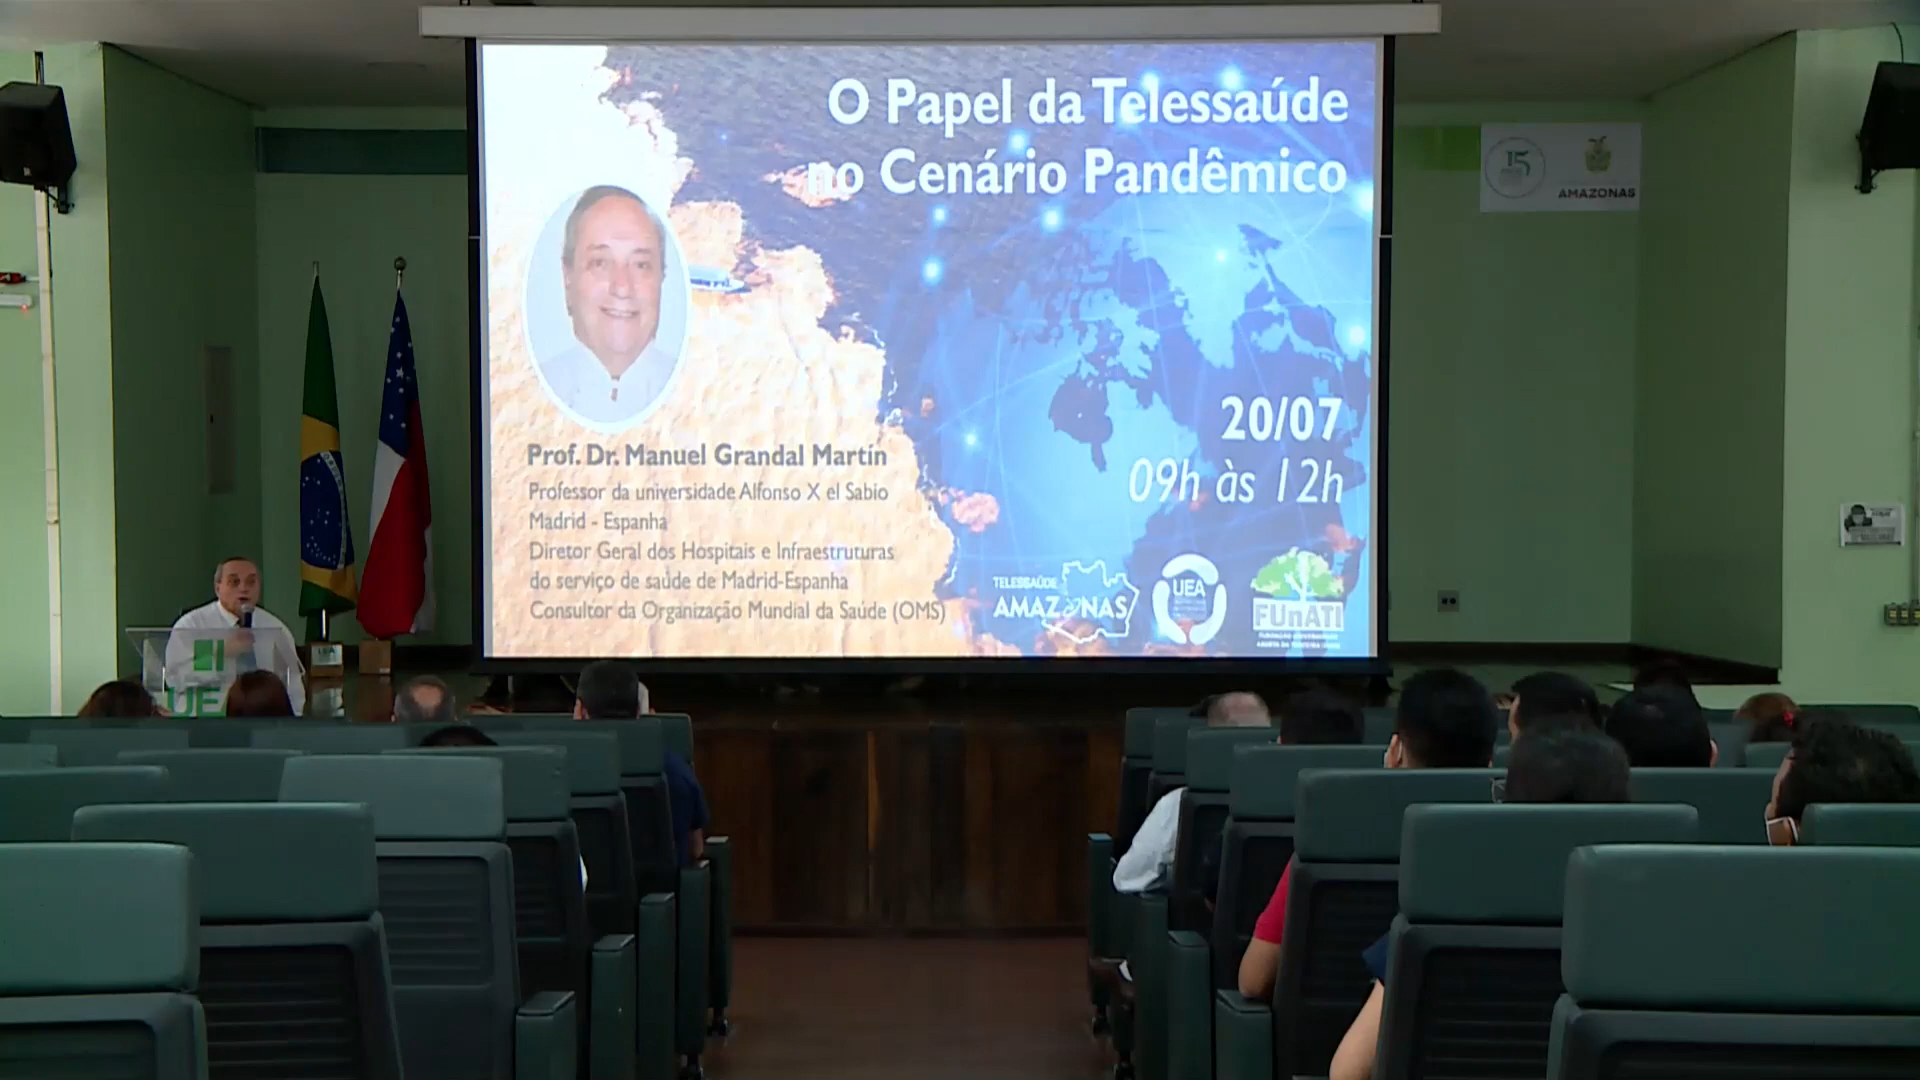 O Papel da Telessaúde
no Cenário Pandêmico
Prof. Dr. Manuel Grandal Martín
Professor da universidade Alfonso X el Sabio
Madrid - Espanha
Diretor Geral dos Hospitais e Infraestruturas
do serviço de saúde de Madrid-Espanha
Consultor da Organização Mundial da Saúde (OMS)
20/07
09h às 12h
TELESSAÚDE
AMAZONAS
UEA
FUnATI
15
AMAZONAS
UEA
UE